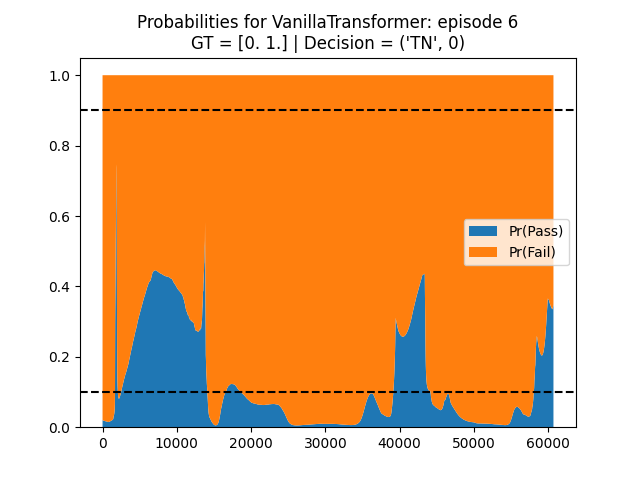 Probabilities for VanillaTransformer: episode 6
GT = [0. 1.] | Decision = ('TN', 0)
1.0
0.8
0.6
0.4
0.2
0.0
Pr(Pass)
Pr(Fail)
0 10000 20000 30000 40000 50000 60000